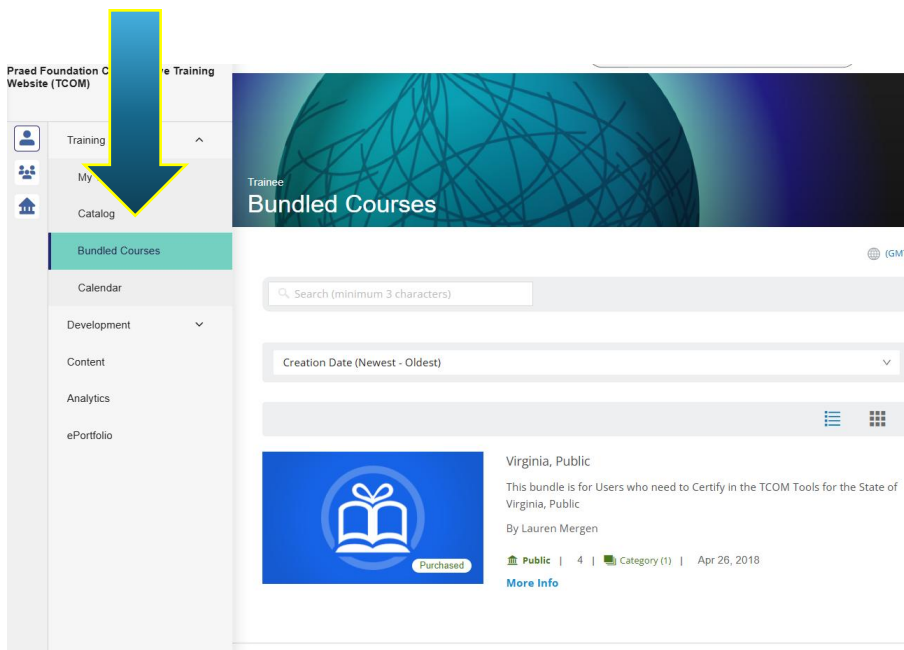 Praed Foundation C ve Training
Website (TCOM)
Training
My
Catalog
Bundled Courses
Calendar
Development
Content
Analytics
ePortfolio
Trainee
Bundled Courses
(GMT
Search (minimum 3 characters)
Creation Date (Newest - Oldest)
Virginia, Public
This bundle is for Users who need to Certify in the TCOM Tools for the State of
Virginia, Public
By Lauren Mergen
Purchased
Public | 4 | Category (1) | Apr 26, 2018
More Info